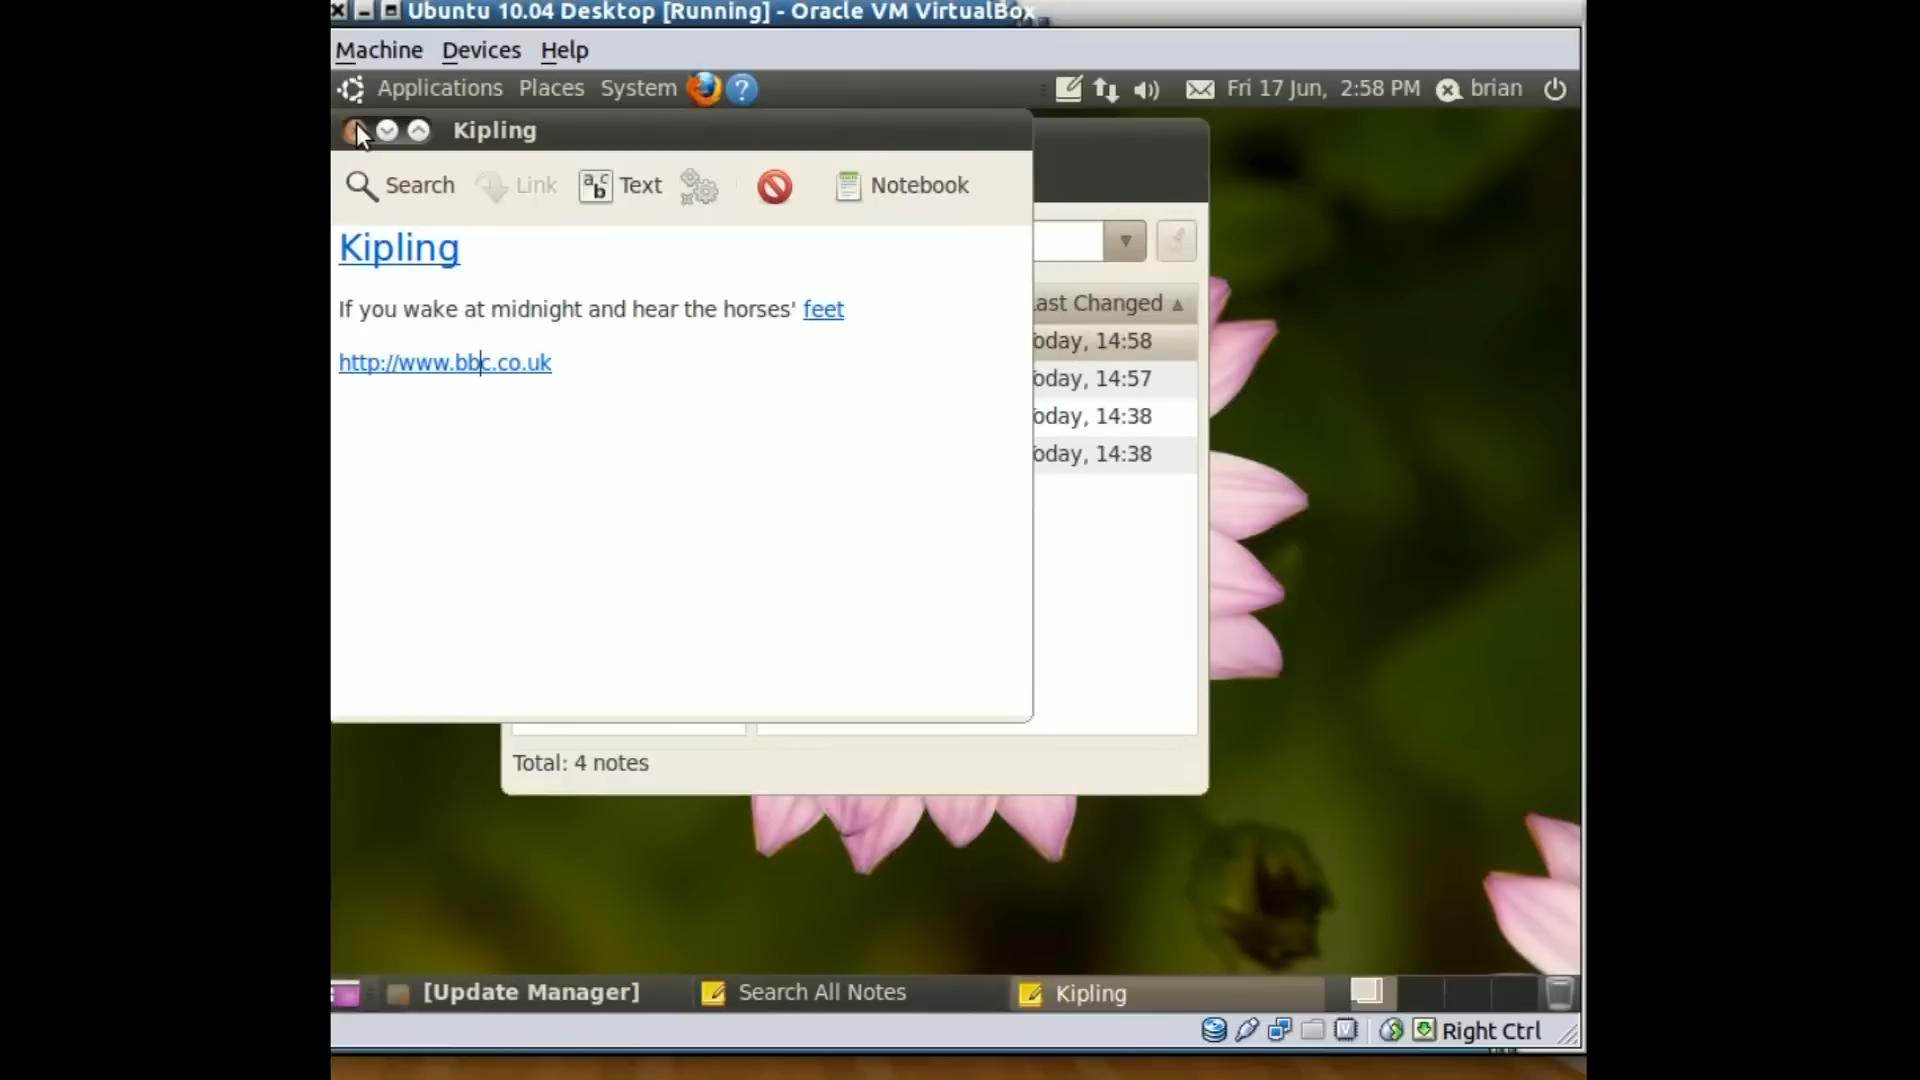 Ubuntu 10.04 Desktop [Running] - Oracle VM VirtualBox
Machine Devices Help
Applications Places System ? Fri 17 Jun, 2:58 PM brian
Kipling
Search Link abc Text Notebook
Kipling
If you wake at midnight and hear the horses' feet
http://www.bbc.co.uk
ast Changed
oday, 14:58
oday, 14:57
oday, 14:38
oday, 14:38
Total: 4 notes
[Update Manager] Search All Notes Kipling
V Right Ctrl